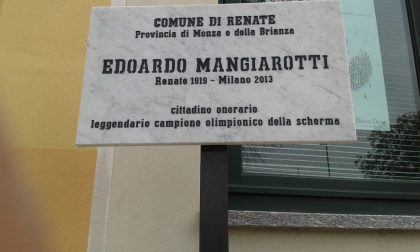 COMUNE DI RENATE
Provincia di Monza e della Brianza
EDOARDO MANGIAROTTI
Renate 1919 - Milano 2013
cittadino onorario
leggendario campione olimpionico della scherma